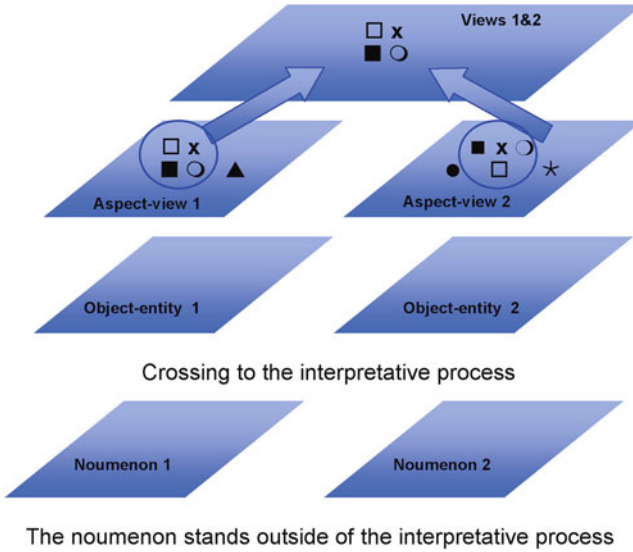 Views 1&2
x
x
x
Aspect-view 1
Aspect-view 2
Object-entity 1
Object-entity 2
Crossing to the interpretative process
Noumenon 1
Noumenon 2
The noumenon stands outside of the interpretative process